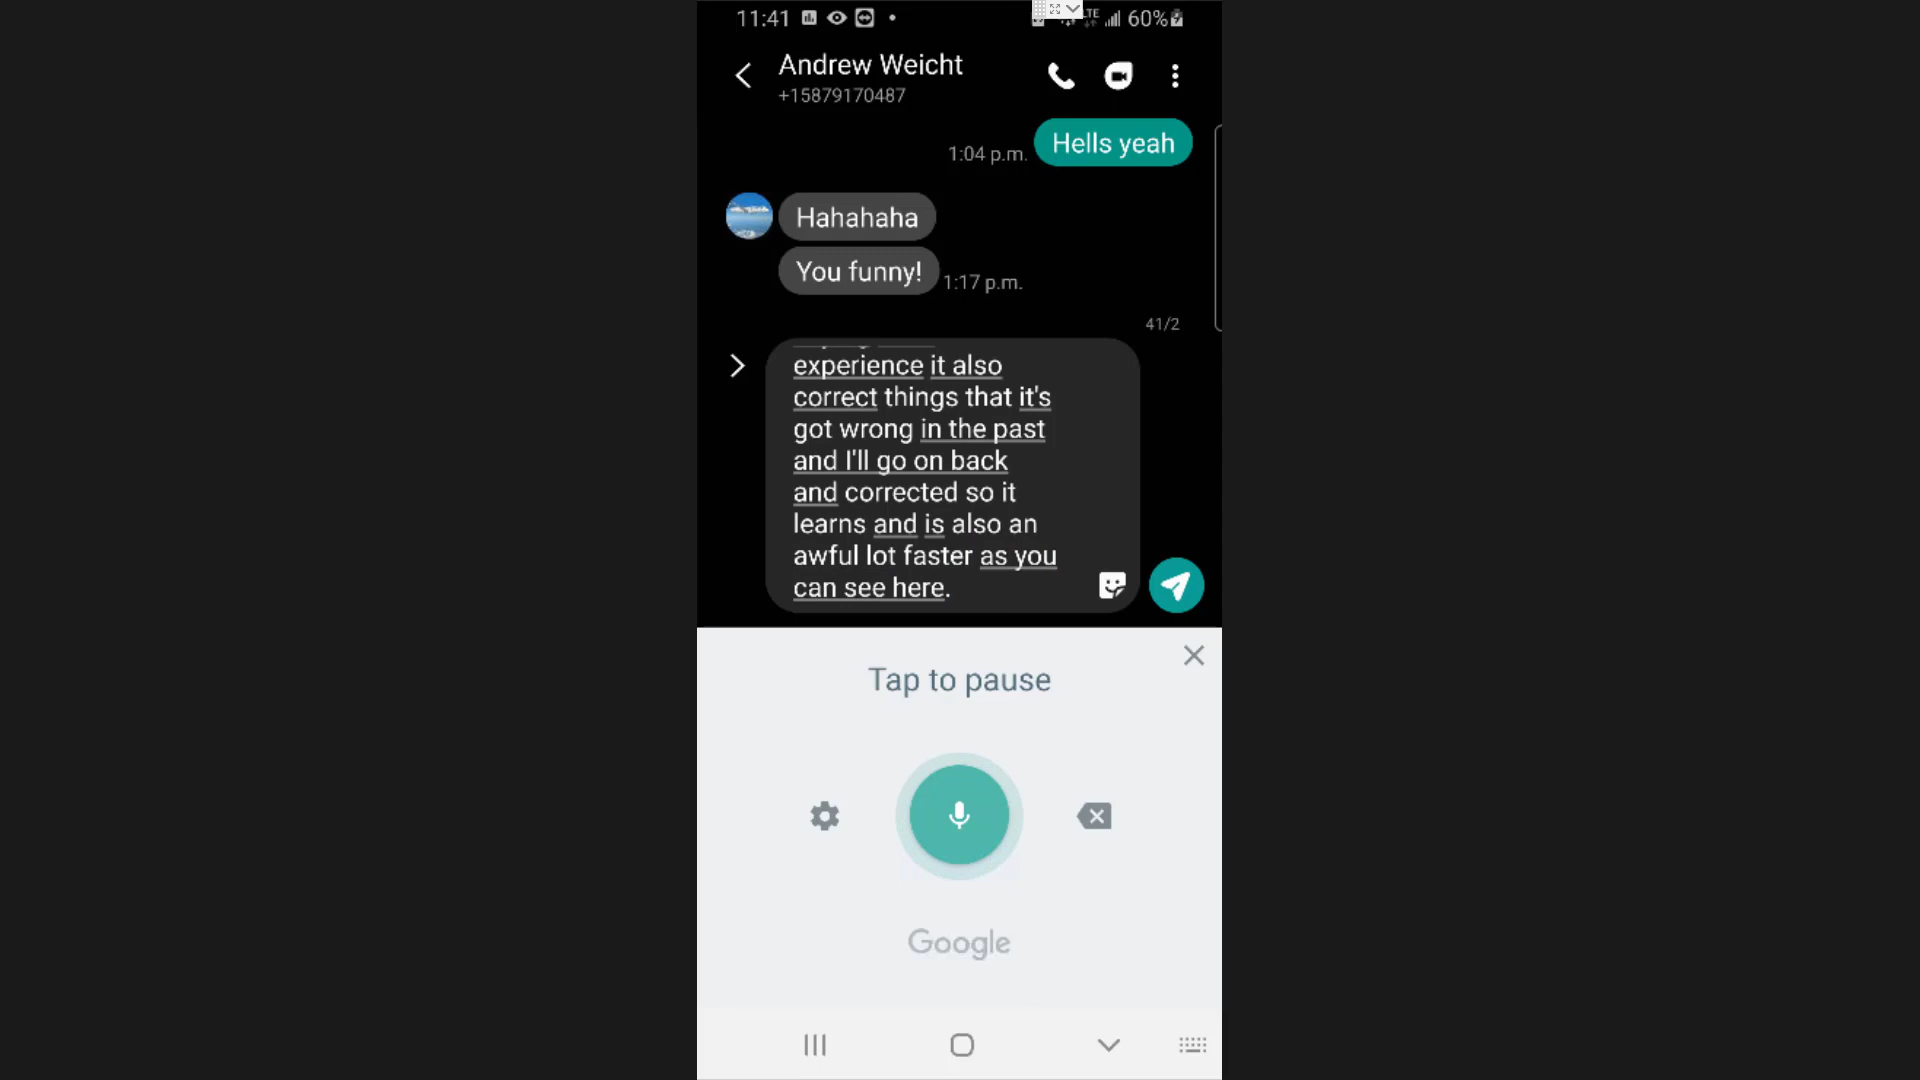 11:41
LTE 60%
Andrew Weicht
+15879170487
Hells yeah
1:04 p.m.
Hahahaha
You funny!
1:17 p.m.
41/2
experience it also
correct things that it's
got wrong in the past
and I'll go on back
and corrected so it
learns and is also an
awful lot faster as you
can see here.
Tap to pause
Google